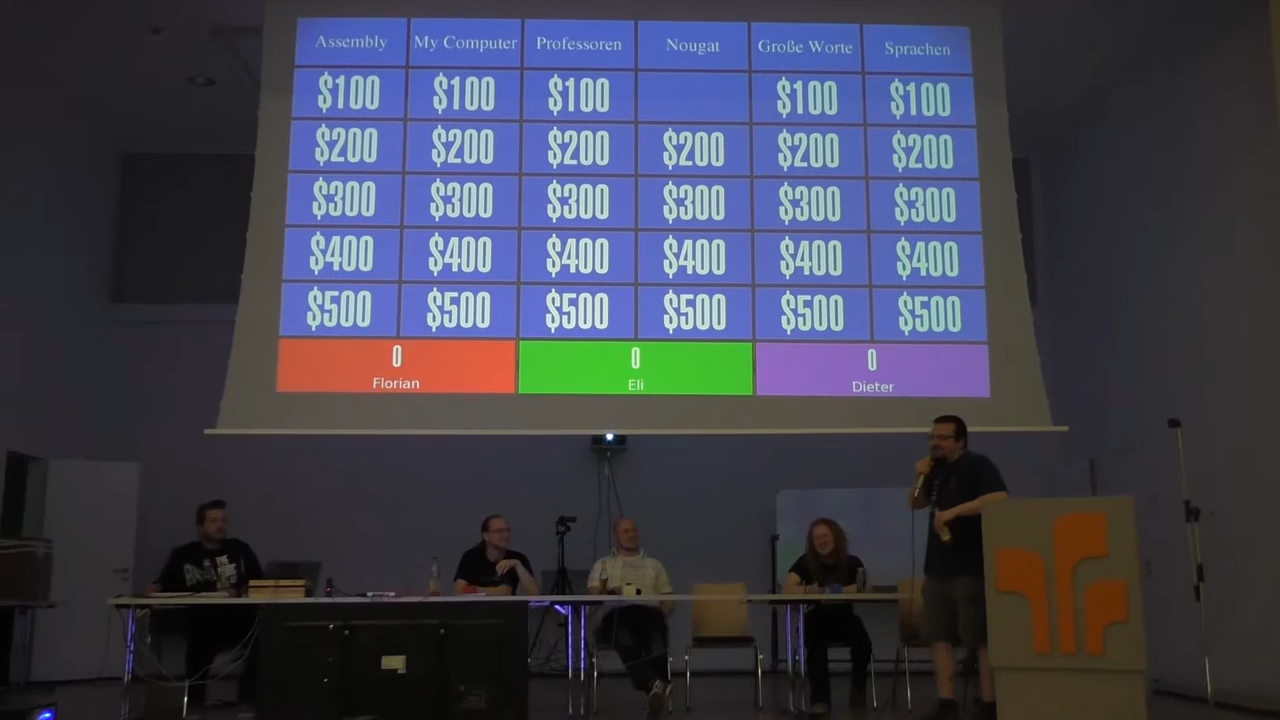 Assembly My Computer Professoren Nougat Große Worte Sprachen
$100 $100 $100 $100 $100
$200 $200 $200 $200 $200 $200
$300 $300 $300 $300 $300 $300
$400 $400 $400 $400 $400 $400
$500 $500 $500 $500 $500 $500
0 0 0
Florian Eli Dieter